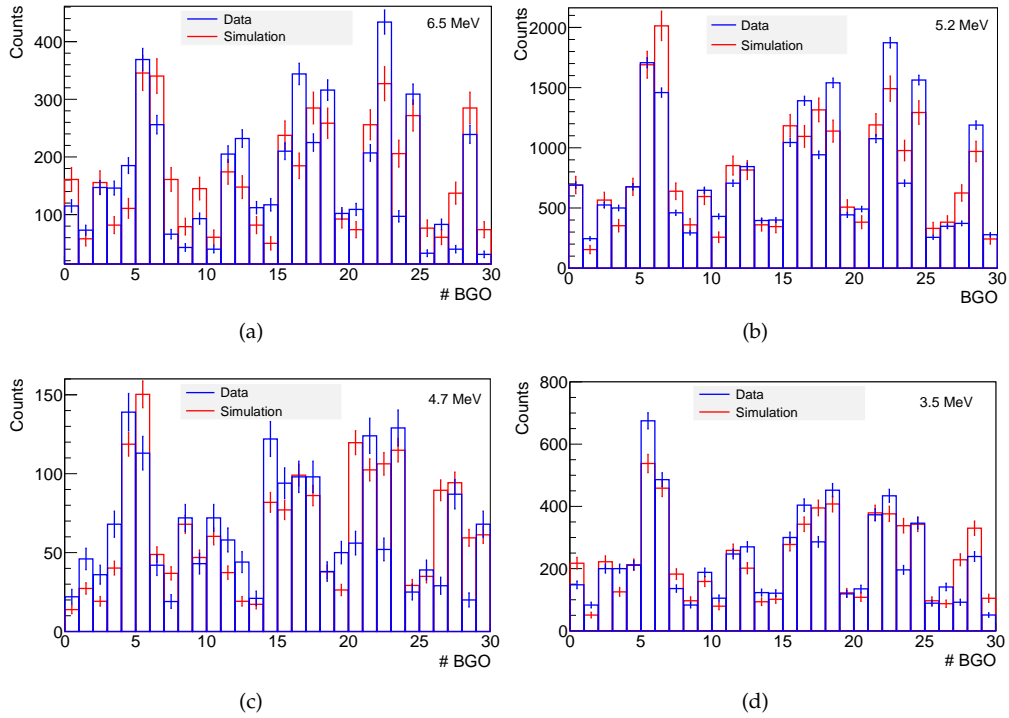 Counts
400
300
200
100
Data
Simulation
6.5 MeV
0 5 10 15 20 25 30
# BGO
(a)
Counts
2000
1500
1000
500
0
Data
Simulation
5.2 MeV
0 5 10 15 20 25 30
BGO
(b)
Counts
150
100
50
0
Data
Simulation
4.7 MeV
0 5 10 15 20 25 30
# BGO
(c)
Counts
800
600
400
200
0
Data
Simulation
3.5 MeV
0 5 10 15 20 25 30
# BGO
(d)